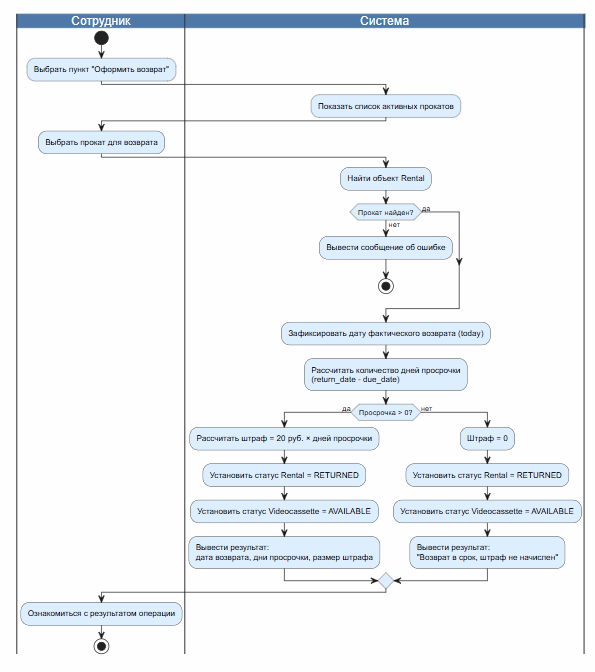 Сотрудник
Система
Выбрать пункт "Оформить возврат"
Показать список активных прокатов
Выбрать прокат для возврата
Найти объект Rental
Прокат найден?
да
нет
Вывести сообщение об ошибке
Зафиксировать дату фактического возврата (today)
Рассчитать количество дней просрочки
(return_date - due_date)
да
Просрочка > 0?
нет
Рассчитать штраф = 20 руб. × дней просрочки
Штраф = 0
Установить статус Rental = RETURNED
Установить статус Rental = RETURNED
Установить статус Videocassette = AVAILABLE
Установить статус Videocassette = AVAILABLE
Вывести результат:
дата возврата, дни просрочки, размер штрафа
Вывести результат:
"Возврат в срок, штраф не начислен"
Ознакомиться с результатом операции